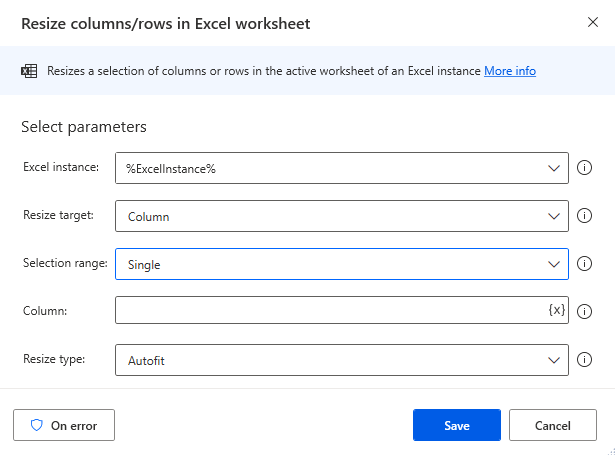 Resize columns/rows in Excel worksheet
Resizes a selection of columns or rows in the active worksheet of an Excel instance More info
Select parameters
Excel instance: %ExcelInstance%
Resize target: Column
Selection range: Single
Column: {x}
Resize type: Autofit
On error Save Cancel